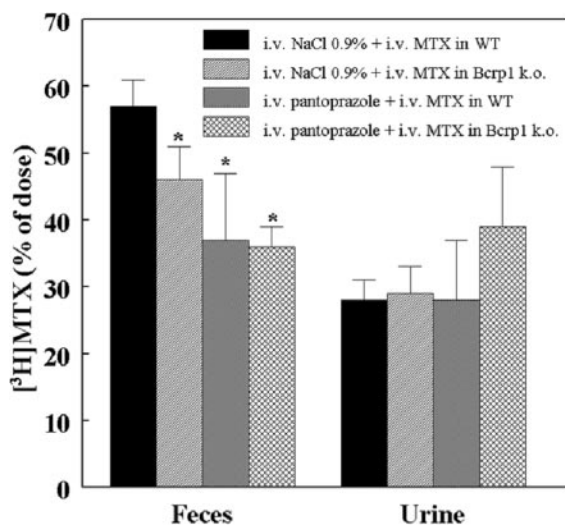 70
60
50
40
30
20
10
0
[³H]MTX (% of dose)
i.v. NaCl 0.9% + i.v. MTX in WT
i.v. NaCl 0.9% + i.v. MTX in Bcrp1 k.o.
i.v. pantoprazole + i.v. MTX in WT
i.v. pantoprazole + i.v. MTX in Bcrp1 k.o.
*
*
*
Feces Urine